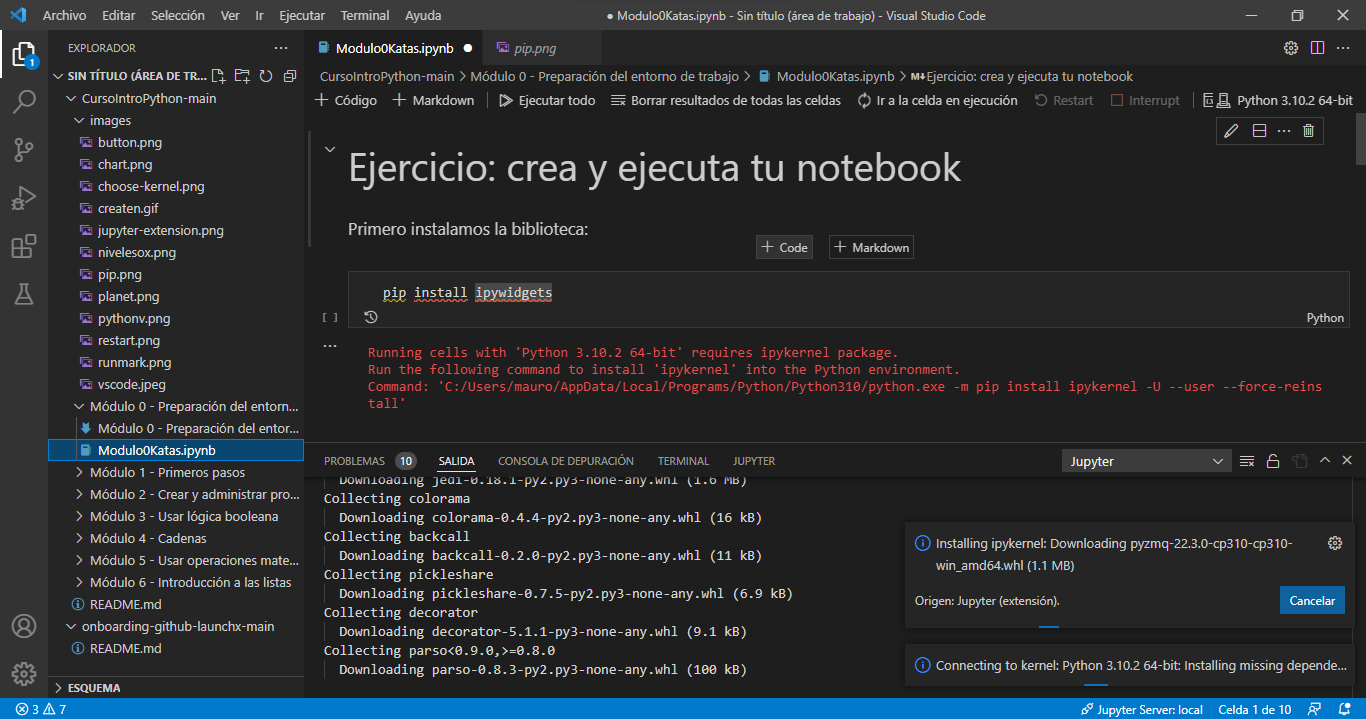 Archivo Editar Selección Ver Ir Ejecutar Terminal Ayuda
● Modulo0Katas.ipynb - Sin título (área de trabajo) - Visual Studio Code
EXPLORADOR
SIN TÍTULO (ÁREA DE TR...
CursoIntroPython-main
images
button.png
chart.png
choose-kernel.png
createn.gif
jupyter-extension.png
nivelesox.png
pip.png
planet.png
pythonv.png
restart.png
runmark.png
vscode.jpeg
Módulo 0 - Preparación del entorn...
Módulo 0 - Preparación del entor...
Modulo0Katas.ipynb
Módulo 1 - Primeros pasos
Módulo 2 - Crear y administrar pro...
Módulo 3 - Usar lógica booleana
Módulo 4 - Cadenas
Módulo 5 - Usar operaciones mate...
Módulo 6 - Introducción a las listas
README.md
onboarding-github-launchx-main
README.md
ESQUEMA
1
Modulo0Katas.ipynb ● pip.png
CursoIntroPython-main > Módulo 0 - Preparación del entorno de trabajo > Modulo0Katas.ipynb > M↓Ejercicio: crea y ejecuta tu notebook
+ Código + Markdown Ejecutar todo Borrar resultados de todas las celdas Ir a la celda en ejecución Restart Interrupt Python 3.10.2 64-bit
Ejercicio: crea y ejecuta tu notebook
Primero instalamos la biblioteca:
+ Code + Markdown
pip install ipywidgets
[ ] Python
Running cells with 'Python 3.10.2 64-bit' requires ipykernel package.
Run the following command to install 'ipykernel' into the Python environment.
Command: 'C:/Users/mauro/AppData/Local/Programs/Python/Python310/python.exe -m pip install ipykernel -U --user --force-reins
tall'
PROBLEMAS 10 SALIDA CONSOLA DE DEPURACIÓN TERMINAL JUPYTER
Jupyter
Downloading jedi-0.18.1-py2.py3-none-any.whl (1.6 MB)
Collecting colorama
Downloading colorama-0.4.4-py2.py3-none-any.whl (16 kB)
Collecting backcall
Downloading backcall-0.2.0-py2.py3-none-any.whl (11 kB)
Collecting pickleshare
Downloading pickleshare-0.7.5-py2.py3-none-any.whl (6.9 kB)
Collecting decorator
Downloading decorator-5.1.1-py3-none-any.whl (9.1 kB)
Collecting parso<0.9.0,>=0.8.0
Downloading parso-0.8.3-py2.py3-none-any.whl (100 kB)
Installing ipykernel: Downloading pyzmq-22.3.0-cp310-cp310-
win_amd64.whl (1.1 MB)
Origen: Jupyter (extensión).
Cancelar
Connecting to kernel: Python 3.10.2 64-bit: Installing missing depende...
3 7
Jupyter Server: local Celda 1 de 10